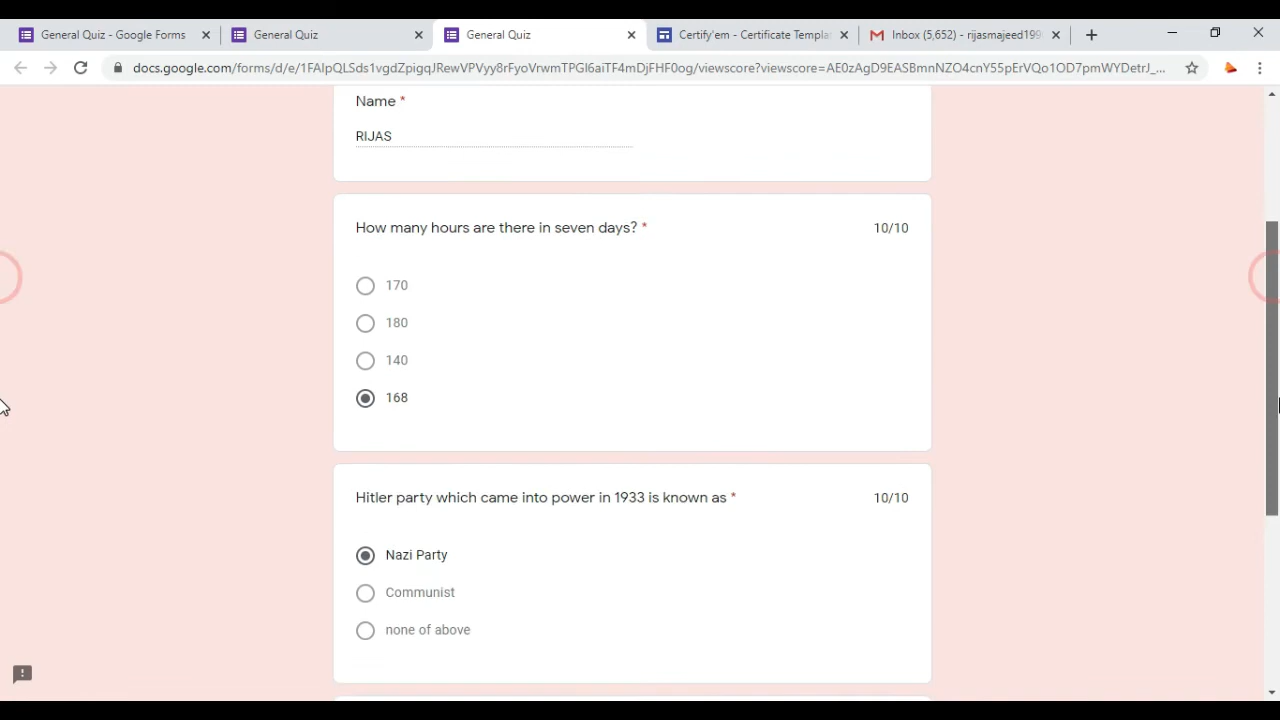 General Quiz - Google Forms
General Quiz
General Quiz
Certify'em - Certificate Templa
Inbox (5,652) - rijasmajeed199
docs.google.com/forms/d/e/1FAIpQLSds1vgdZpigqJRewVPVyy8rFyoVrwmTPGl6aiTF4mDjFHF0og/viewscore?viewscore=AE0zAgD9EASBmnNZO4cnY55pErVQo1OD7pmWYDetrJ_...
Name *
RIJAS
How many hours are there in seven days? *
10/10
170
180
140
168
Hitler party which came into power in 1933 is known as *
10/10
Nazi Party
Communist
none of above